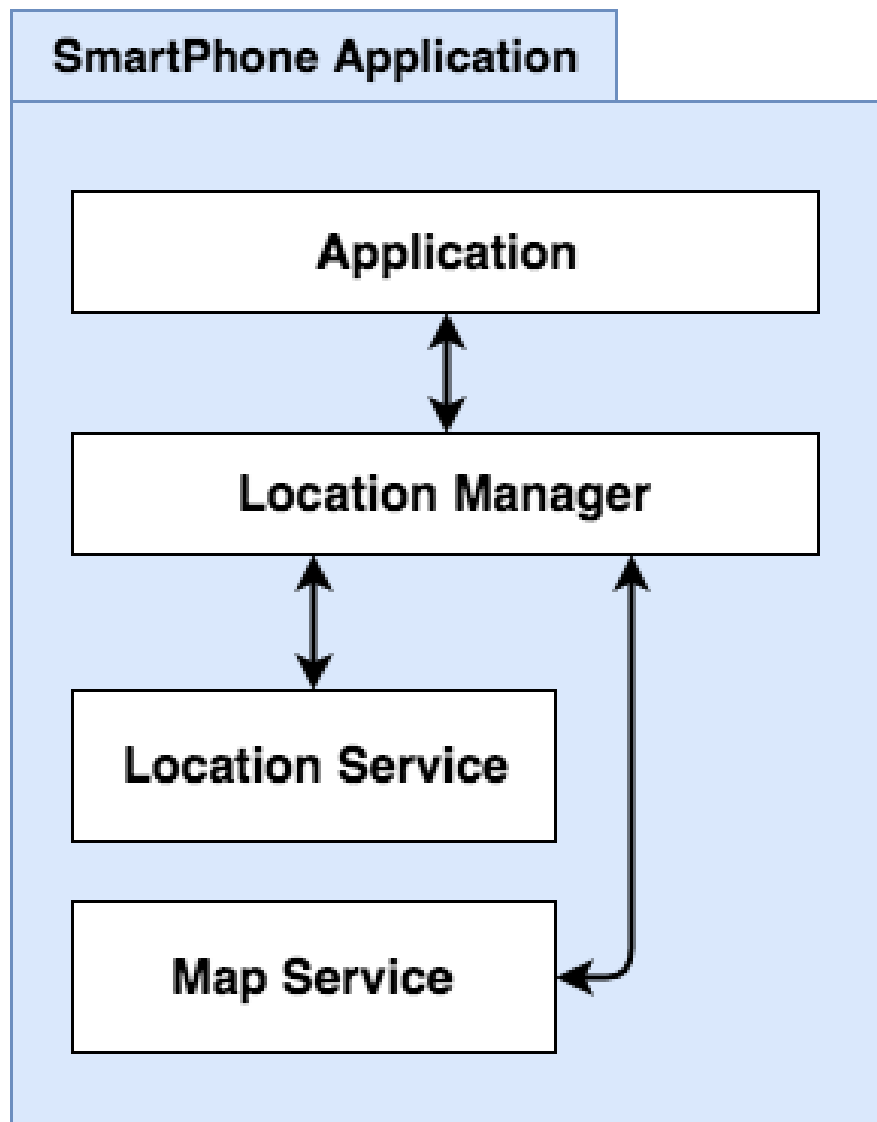 SmartPhone Application
Application
Location Manager
Location Service
Map Service